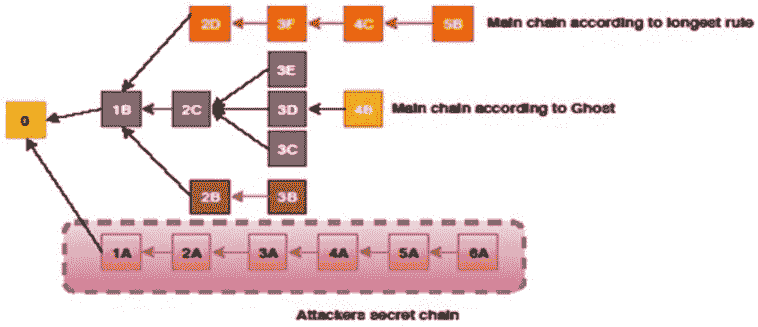 2D 3F 4C 5B Main chain according to longest rule
3E
0 1B 2C 3D 4B Main chain according to Ghost
3C
2B 3B
1A 2A 3A 4A 5A 6A
Attackers secret chain